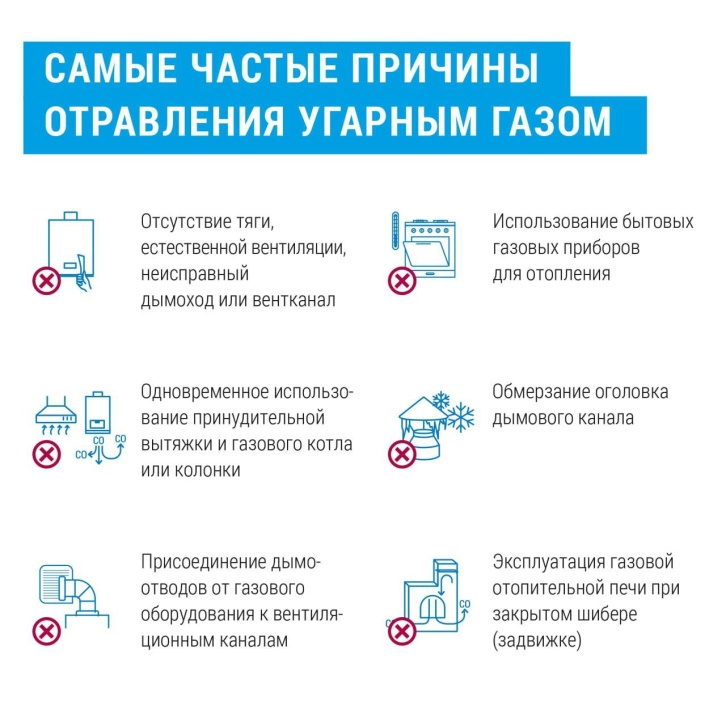 САМЫЕ ЧАСТЫЕ ПРИЧИНЫ
ОТРАВЛЕНИЯ УГАРНЫМ ГАЗОМ
Отсутствие тяги,
естественной вентиляции,
неисправный
дымоход или вентканал
Использование бытовых
газовых приборов
для отопления
Одновременное использо-
вание принудительной
вытяжки и газового котла
или колонки
CO
CO
CO
Обмерзание оголовка
дымового канала
Присоединение дымо-
отводов от газового
оборудования к вентиля-
ционным каналам
Эксплуатация газовой
отопительной печи при
закрытом шибере
(задвижке)
CO